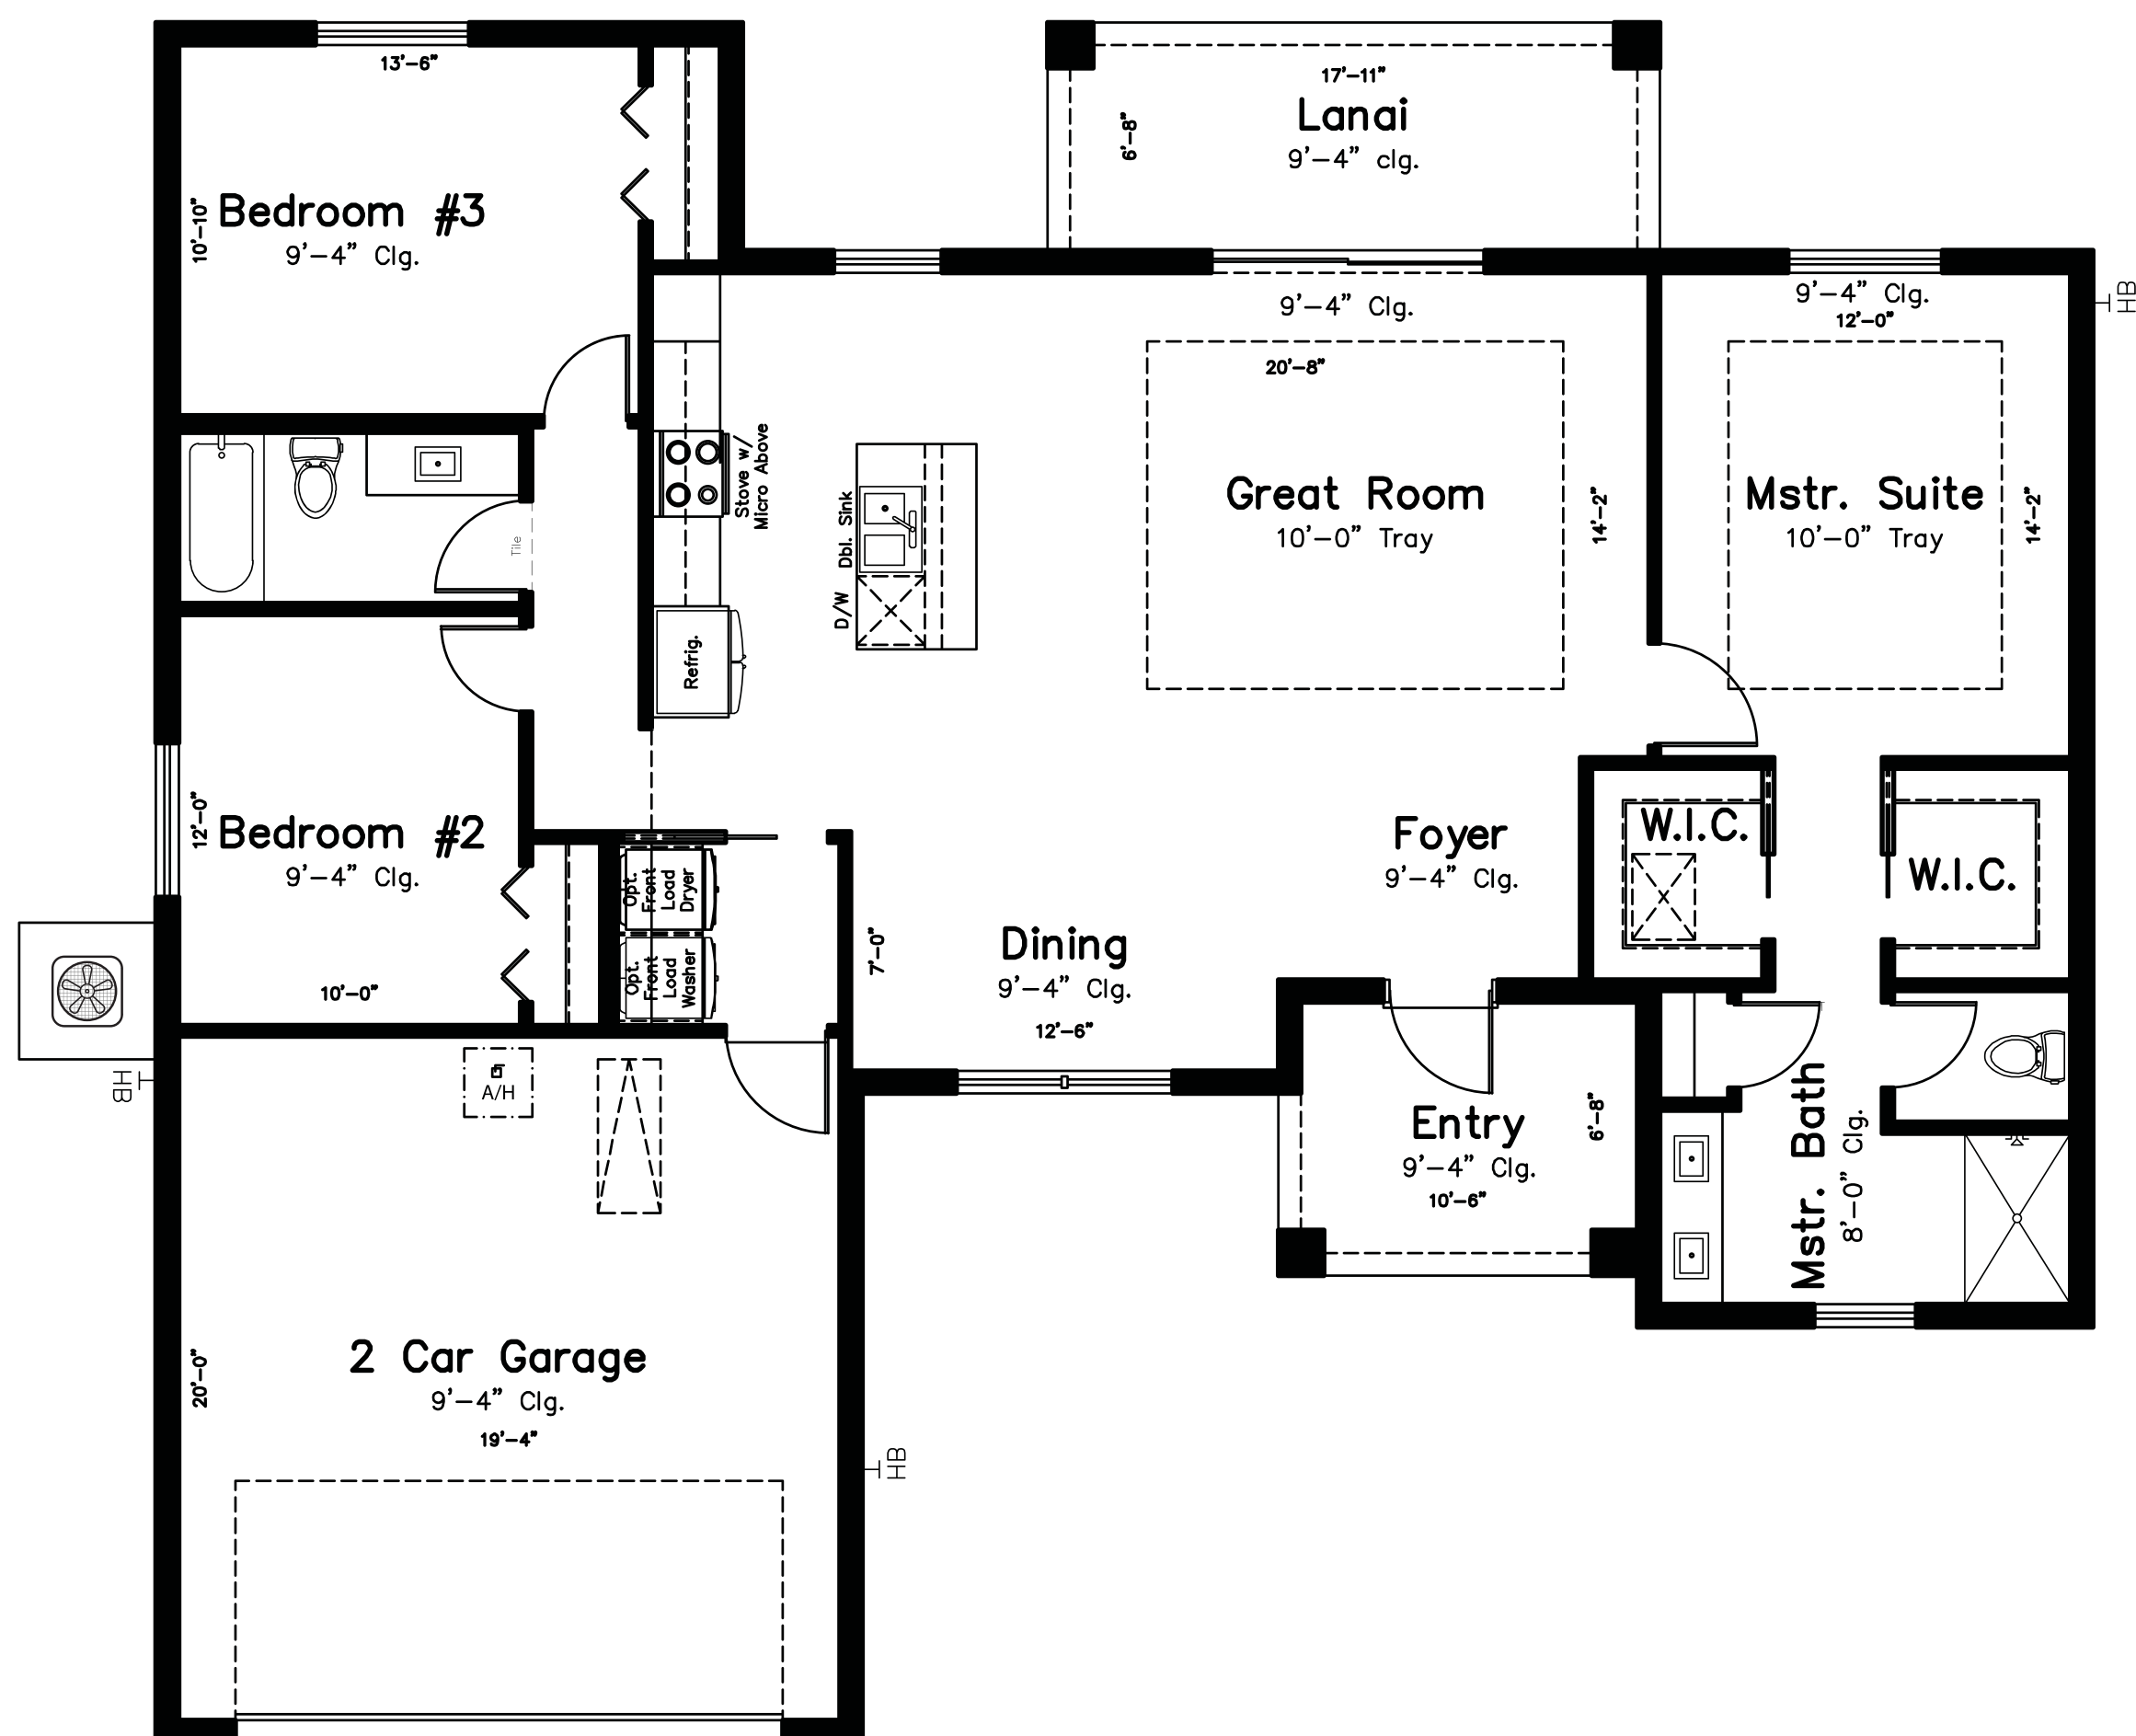 13'-6"
17'-11"
Lanai
9'-4" clg.
6'-8"
Bedroom #3
9'-4" Clg.
10'-10"
9'-4" Clg.
20'-8"
9'-4" Clg.
12'-0"
HB
Stove w/
Micro Above
Dbl. Sink
D/W
Refrig.
Tile
Great Room
10'-0" Tray
14'-2"
Mstr. Suite
10'-0" Tray
14'-2"
Bedroom #2
9'-4" Clg.
12'-0"
10'-0"
Opt.
Front
Load
Dryer
Opt.
Front
Load
Washer
Foyer
9'-4" Clg.
W.I.C.
W.I.C.
7'-0"
Dining
9'-4" Clg.
12'-6"
HB
A/H
Entry
9'-4" Clg.
10'-6"
6'-8"
Mstr. Bath
8'-0" Clg.
2 Car Garage
9'-4" Clg.
19'-4"
20'-0"
HB